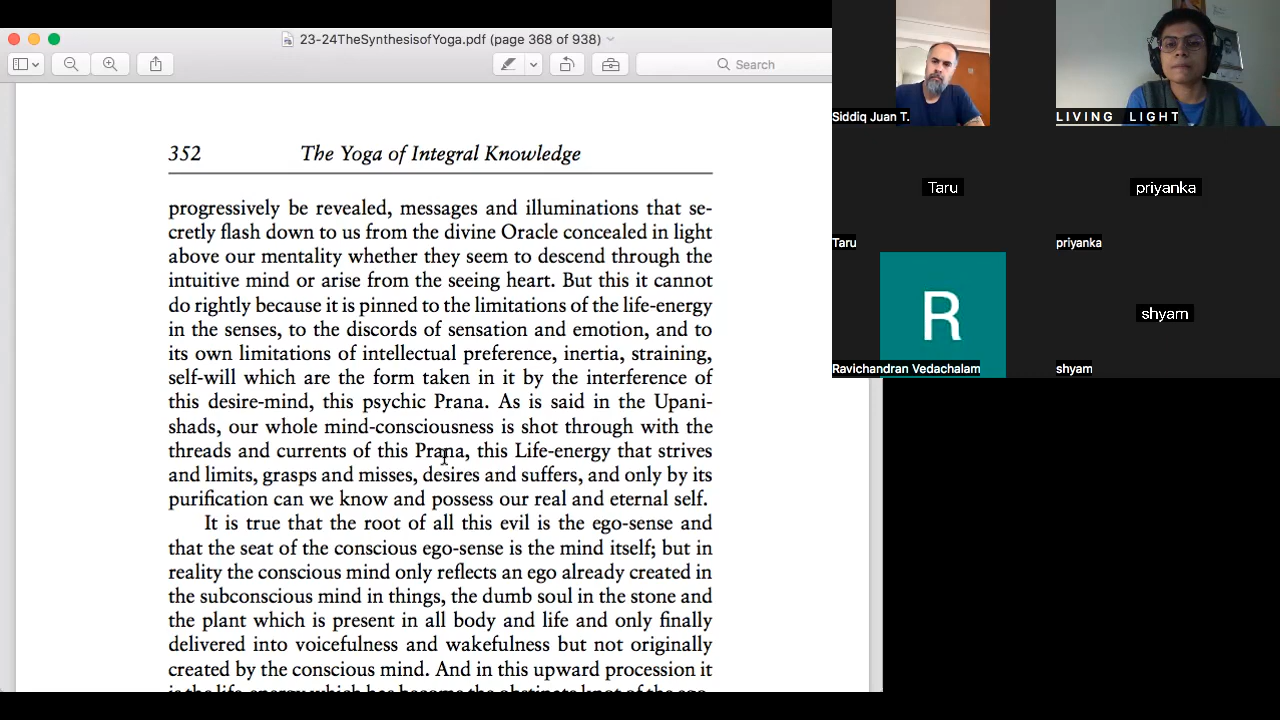 23-24TheSynthesisofYoga.pdf (page 368 of 938)
Search
352 The Yoga of Integral Knowledge
progressively be revealed, messages and illuminations that se-
cretly flash down to us from the divine Oracle concealed in light
above our mentality whether they seem to descend through the
intuitive mind or arise from the seeing heart. But this it cannot
do rightly because it is pinned to the limitations of the life-energy
in the senses, to the discords of sensation and emotion, and to
its own limitations of intellectual preference, inertia, straining,
self-will which are the form taken in it by the interference of
this desire-mind, this psychic Prana. As is said in the Upani-
shads, our whole mind-consciousness is shot through with the
threads and currents of this Prana, this Life-energy that strives
and limits, grasps and misses, desires and suffers, and only by its
purification can we know and possess our real and eternal self.
It is true that the root of all this evil is the ego-sense and
that the seat of the conscious ego-sense is the mind itself; but in
reality the conscious mind only reflects an ego already created in
the subconscious mind in things, the dumb soul in the stone and
the plant which is present in all body and life and only finally
delivered into voicefulness and wakefulness but not originally
created by the conscious mind. And in this upward procession it
is the life-energy which has become the obstinate knot of the ego,
Siddiq Juan T.
LIVING LIGHT
Taru
priyanka
Taru
priyanka
R
shyam
Ravichandran Vedachalam
shyam